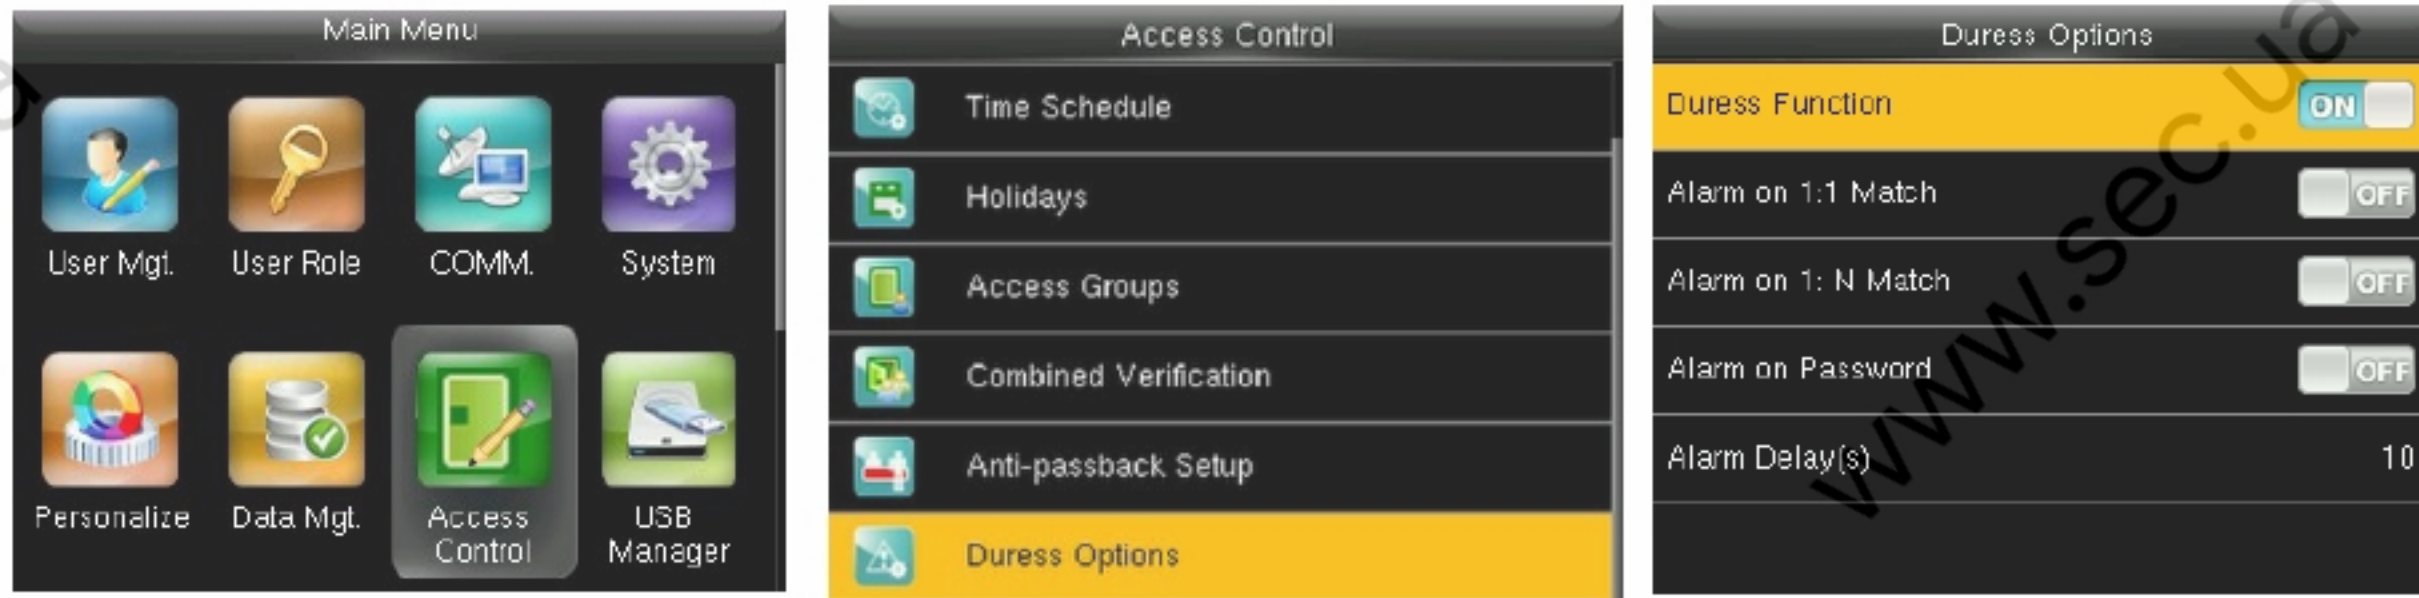 Main Menu
User Mgt.
User Role
COMM.
System
Personalize
Data Mgt.
Access
Control
USB
Manager
Access Control
Time Schedule
Holidays
Access Groups
Combined Verification
Anti-passback Setup
Duress Options
Duress Options
Duress Function ON
Alarm on 1:1 Match OFF
Alarm on 1: N Match OFF
Alarm on Password OFF
Alarm Delay(s) 10
www.sec.ua